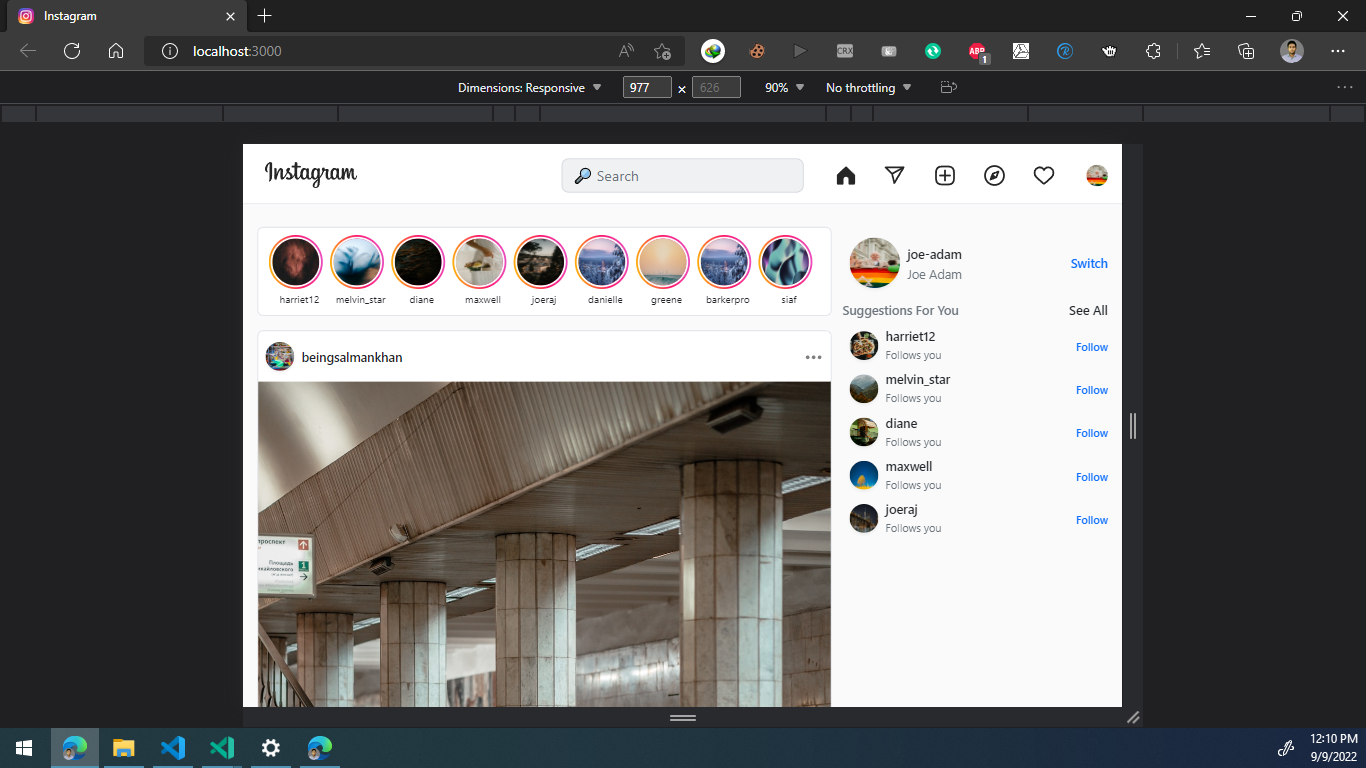 Instagram
localhost:3000
A
CRX
ABP
1
R
Dimensions: Responsive
977
×
626
90%
No throttling
Instagram
Search
harriet12
melvin_star
diane
maxwell
joeraj
danielle
greene
barkerpro
siaf
joe-adam
Joe Adam
Switch
Suggestions For You
See All
harriet12
Follows you
Follow
melvin_star
Follows you
Follow
diane
Follows you
Follow
maxwell
Follows you
Follow
joeraj
Follows you
Follow
beingsalmankhan
Площадь
1
12:10 PM
9/9/2022